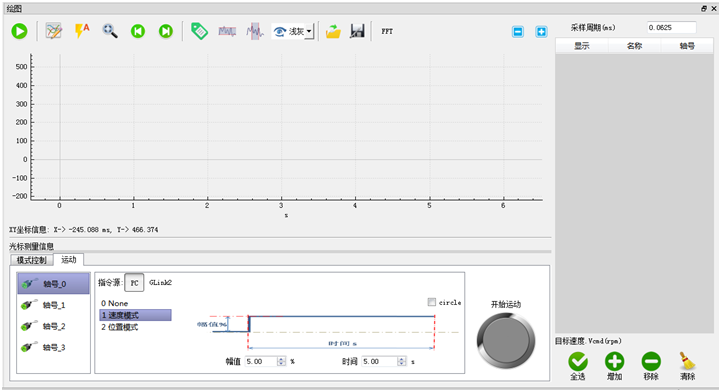 绘图
浅灰
FFT
采样周期(ms)
0.0625
显示 名称 轴号
500
400
300
200
100
0
-100
-200
0 1 2 3 4 5 6
s
XY坐标信息: X-> -245.088 ms, Y-> 466.374
光标测量信息
模式控制 运动
轴号_0
轴号_1
轴号_2
轴号_3
指令源: PC GLink2
0 None
1 速度模式
2 位置模式
circle
幅值 5.00 %
时间 5.00 s
开始运动
目标速度.Vcmd(rpm)
全选 增加 移除 清除